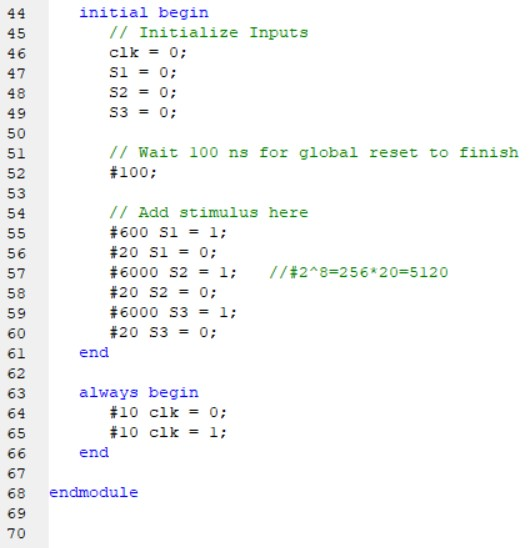 44 initial begin
45 // Initialize Inputs
46 clk = 0;
47 S1 = 0;
48 S2 = 0;
49 S3 = 0;
50
51 // Wait 100 ns for global reset to finish
52 #100;
53
54 // Add stimulus here
55 #600 S1 = 1;
56 #20 S1 = 0;
57 #6000 S2 = 1; //#2^8=256*20=5120
58 #20 S2 = 0;
59 #6000 S3 = 1;
60 #20 S3 = 0;
61 end
62
63 always begin
64 #10 clk = 0;
65 #10 clk = 1;
66 end
67
68 endmodule
69
70